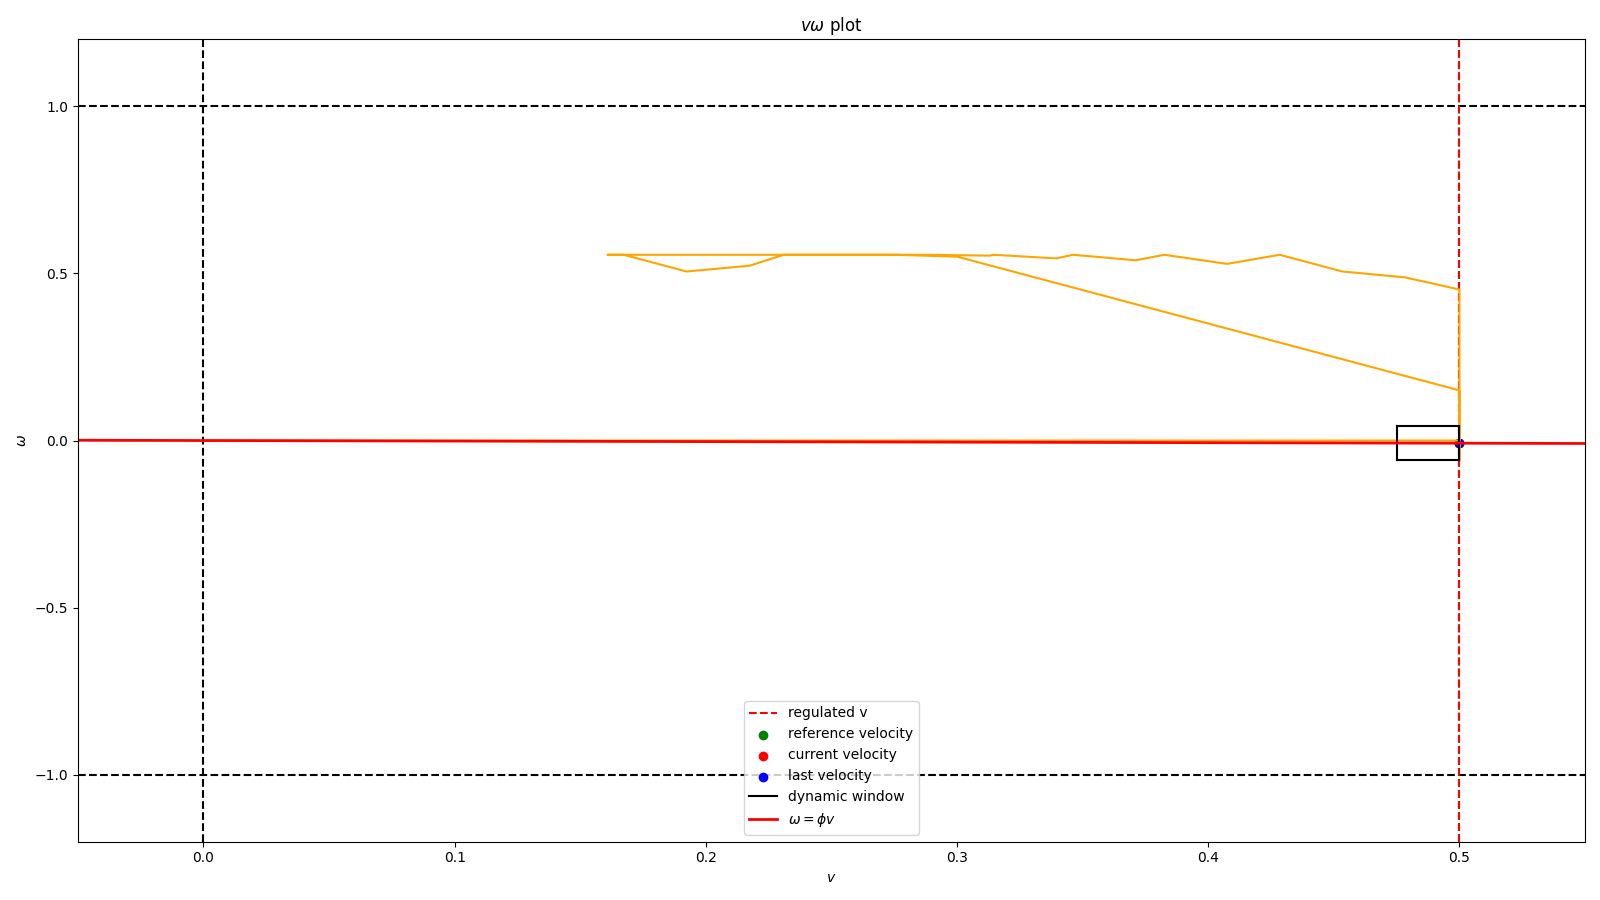 vω plot
1.0
0.5
0.0
−0.5
−1.0
ω
regulated v
reference velocity
current velocity
last velocity
dynamic window
ω = ϕv
0.0 0.1 0.2 0.3 0.4 0.5
v